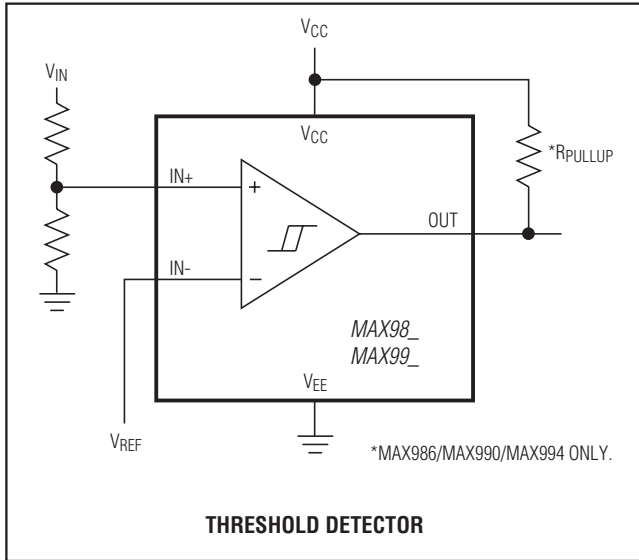 VCC
VIN
VCC
*RPULLUP
IN+
+
OUT
IN-
−
MAX98_
MAX99_
VEE
VREF
*MAX986/MAX990/MAX994 ONLY.
THRESHOLD DETECTOR